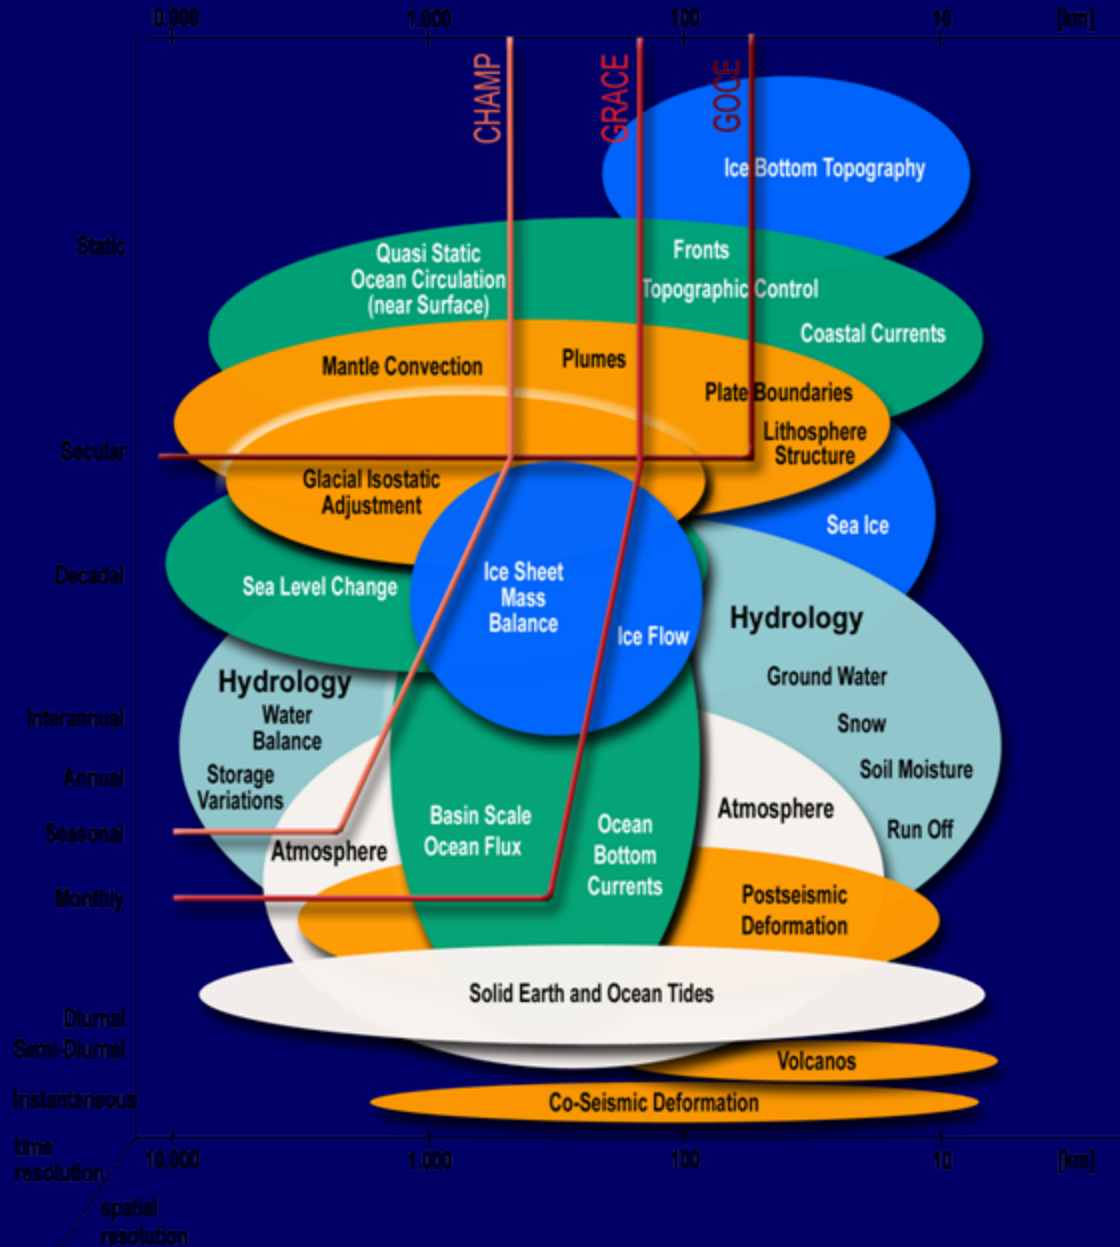 0.000 1.000 100 10 [km]
CHAMP
GRACE
GOCE
Ice Bottom Topography
Static
Quasi Static
Ocean Circulation
(near Surface)
Fronts
Topographic Control
Coastal Currents
Mantle Convection
Plumes
Plate Boundaries
Lithosphere
Structure
Secular
Glacial Isostatic
Adjustment
Sea Ice
Decadal
Sea Level Change
Ice Sheet
Mass
Balance
Ice Flow
Hydrology
Ground Water
Snow
Soil Moisture
Run Off
Hydrology
Water
Balance
Storage
Variations
Interannual
Annual
Seasonal
Monthly
Atmosphere
Basin Scale
Ocean Flux
Ocean
Bottom
Currents
Atmosphere
Postseismic
Deformation
Solid Earth and Ocean Tides
Diurnal
Semi-Diurnal
Volcanos
Instantaneous
Co-Seismic Deformation
time
resolution
10.000 1.000 100 10 [km]
spatial
resolution